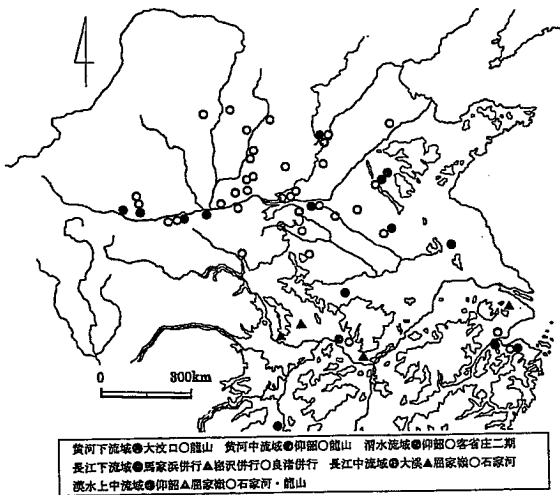 0 300km
黄河下流域●大汶口○龍山 黄河中流域●仰韶○龍山 渭水流域●仰韶○客省庄二期
長江下流域●馬家浜併行▲崧沢併行○良渚併行 長江中流域●大溪▲屈家嶺○石家河
漢水上中流域●仰韶▲屈家嶺○石家河・龍山